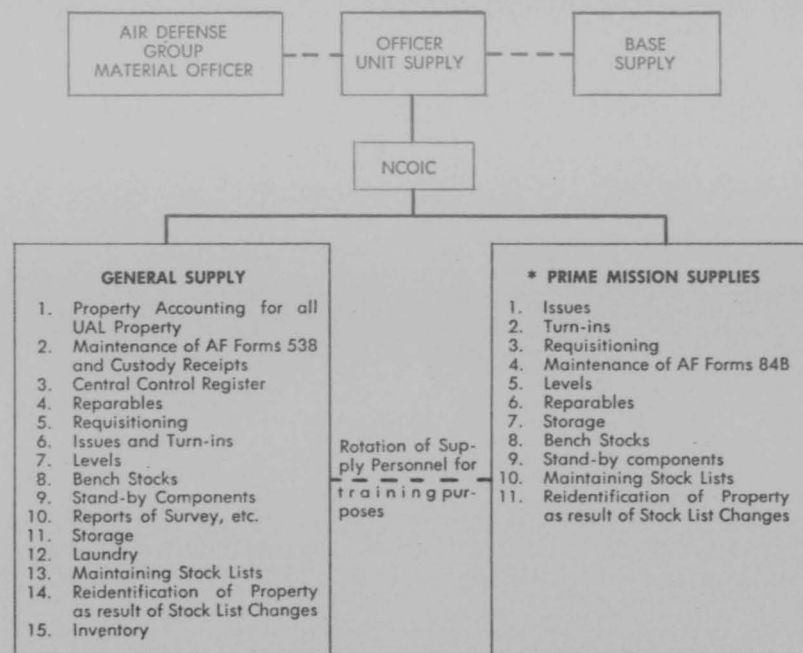 AIR DEFENSE
GROUP
MATERIAL OFFICER
OFFICER
UNIT SUPPLY
BASE
SUPPLY
NCOIC
GENERAL SUPPLY
1. Property Accounting for all
UAL Property
2. Maintenance of AF Forms 538
and Custody Receipts
3. Central Control Register
4. Reparables
5. Requisitioning
6. Issues and Turn-ins
7. Levels
8. Bench Stocks
9. Stand-by Components
10. Reports of Survey, etc.
11. Storage
12. Laundry
13. Maintaining Stock Lists
14. Reidentification of Property
as result of Stock List Changes
15. Inventory
Rotation of Sup-
ply Personnel for
training pur-
poses
* PRIME MISSION SUPPLIES
1. Issues
2. Turn-ins
3. Requisitioning
4. Maintenance of AF Forms 84B
5. Levels
6. Reparables
7. Storage
8. Bench Stocks
9. Stand-by components
10. Maintaining Stock Lists
11. Reidentification of Property
as result of Stock List Changes